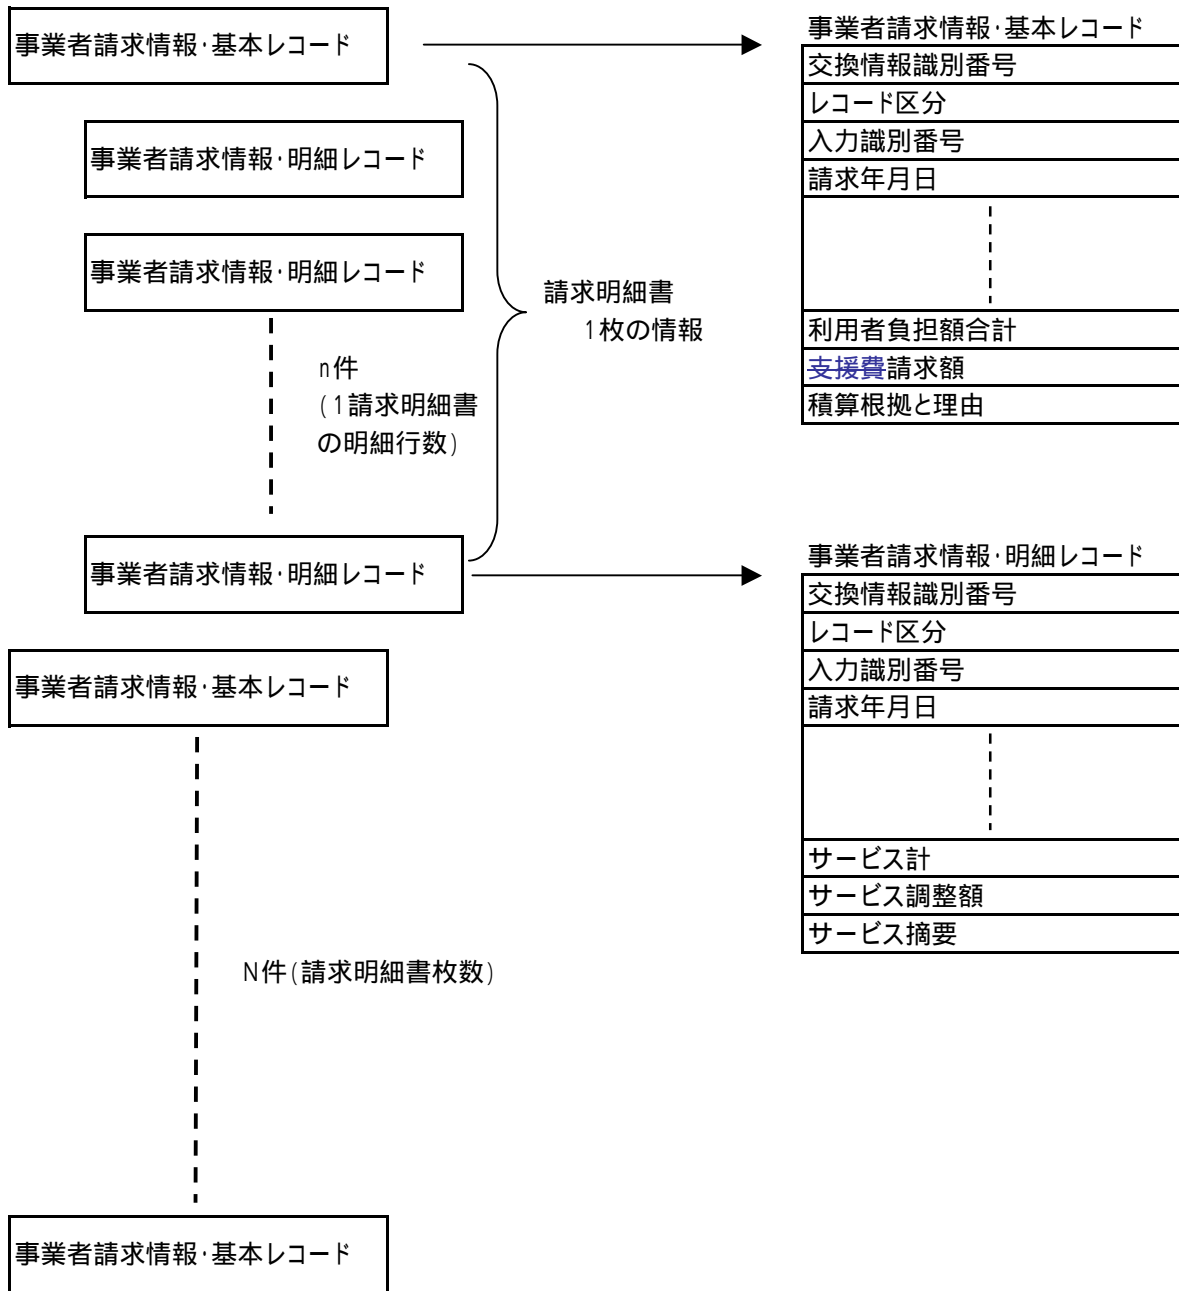 事業者請求情報･基本レコード
事業者請求情報･明細レコード
事業者請求情報･明細レコード
請求明細書
1枚の情報
n件
(1請求明細書
の明細行数)
事業者請求情報･明細レコード
事業者請求情報･基本レコード
N件(請求明細書枚数)
事業者請求情報･基本レコード
事業者請求情報･基本レコード
交換情報識別番号
レコード区分
入力識別番号
請求年月日
利用者負担額合計
支援費請求額
積算根拠と理由
事業者請求情報･明細レコード
交換情報識別番号
レコード区分
入力識別番号
請求年月日
サービス計
サービス調整額
サービス摘要